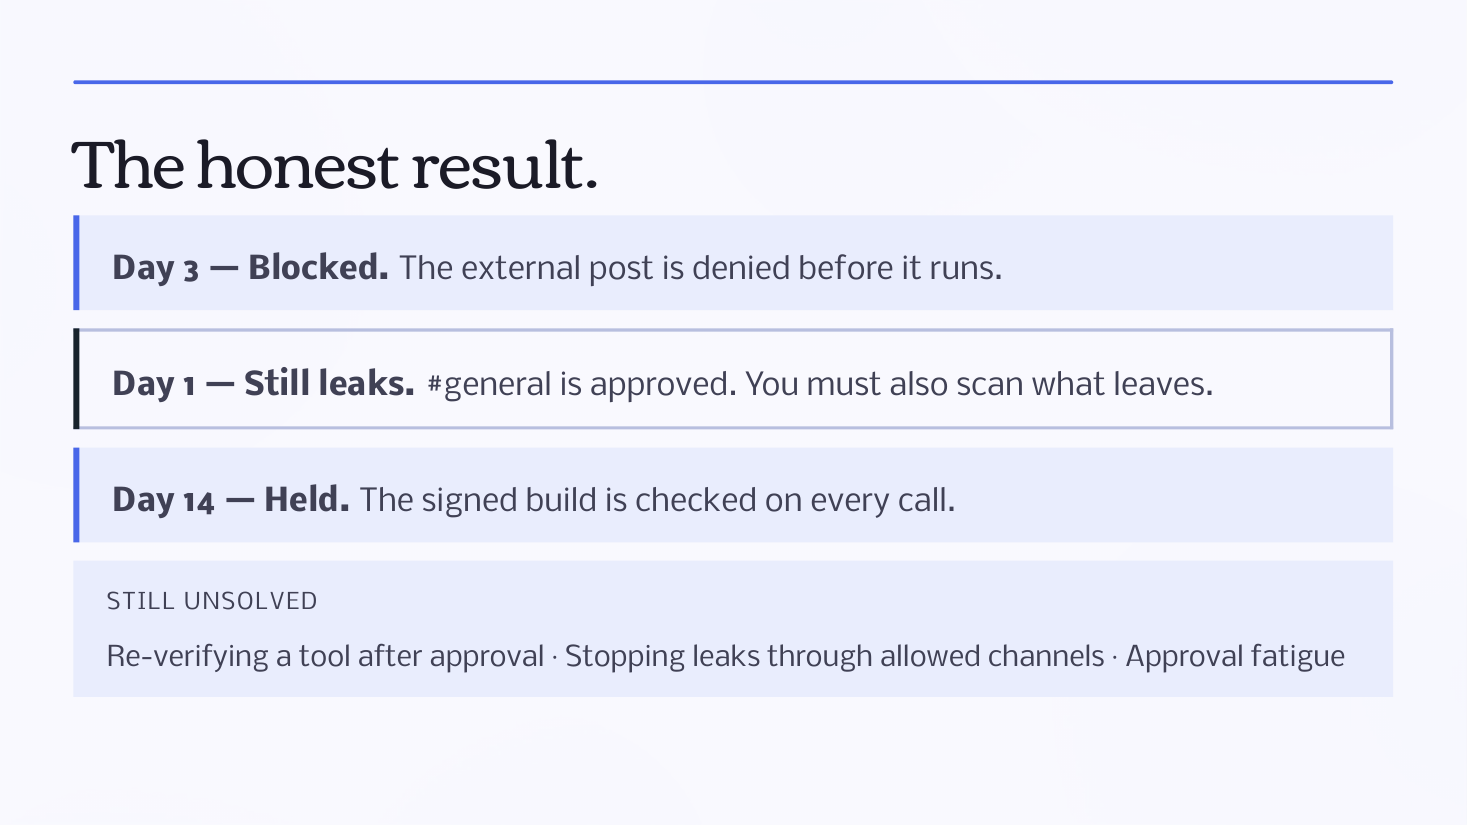 The honest result.
Day 3 — Blocked. The external post is denied before it runs.
Day 1 — Still leaks. #general is approved. You must also scan what leaves.
Day 14 — Held. The signed build is checked on every call.
STILL UNSOLVED
Re-verifying a tool after approval · Stopping leaks through allowed channels · Approval fatigue